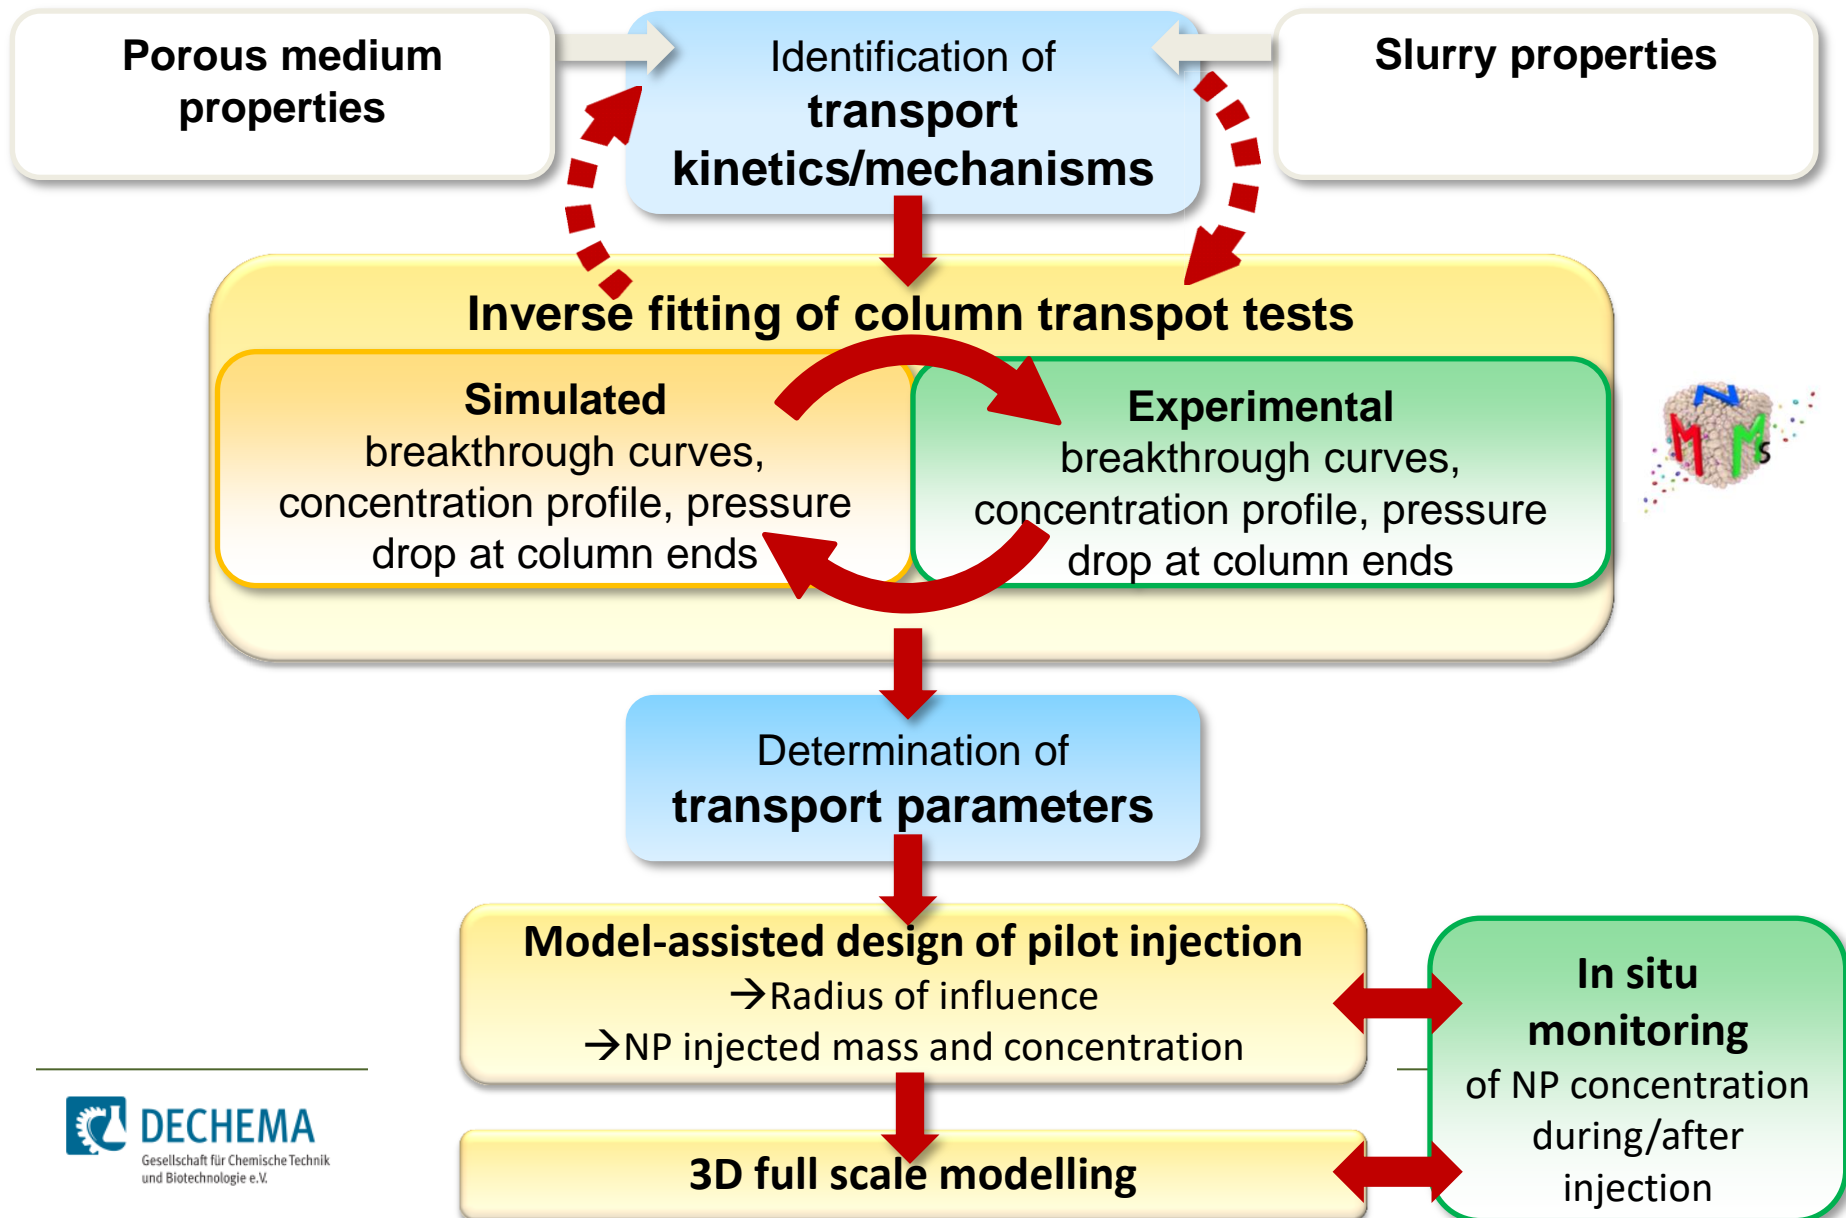 Porous medium
properties
Identification of
transport
kinetics/mechanisms
Slurry properties
Inverse fitting of column transpot tests
Simulated
breakthrough curves,
concentration profile, pressure
drop at column ends
Experimental
breakthrough curves,
concentration profile, pressure
drop at column ends
MNMs
Determination of
transport parameters
Model-assisted design of pilot injection
→Radius of influence
→NP injected mass and concentration
In situ
monitoring
of NP concentration
during/after
injection
3D full scale modelling
DECHEMA
Gesellschaft für Chemische Technik
und Biotechnologie e.V.